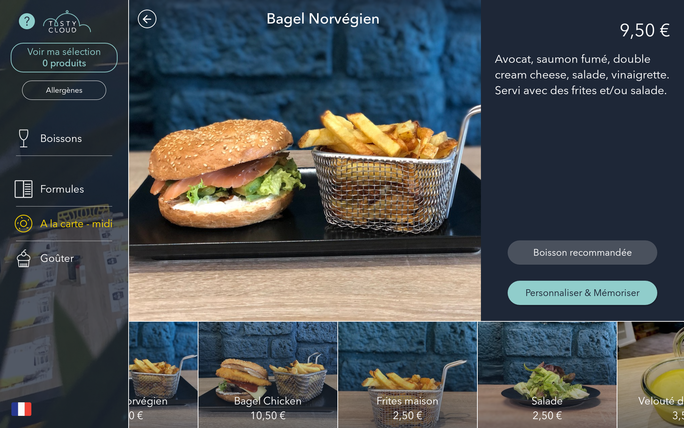 ?
TASTY
CLOUD
Voir ma sélection
0 produits
Allergènes
Boissons
Formules
A la carte - midi
Goûter
Bagel Norvégien
9,50 €
Avocat, saumon fumé, double
cream cheese, salade, vinaigrette.
Servi avec des frites et/ou salade.
Boisson recommandée
Personnaliser & Mémoriser
orvégien
0 €
Bagel Chicken
10,50 €
Frites maison
2,50 €
Salade
2,50 €
Velouté d
3,5